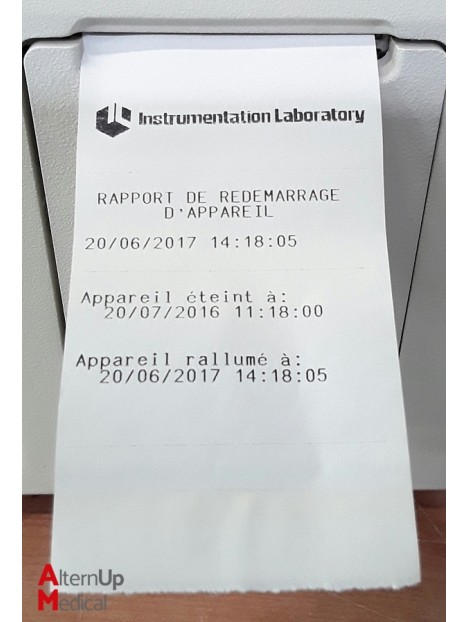 Instrumentation Laboratory
RAPPORT DE REDEMARRAGE
D'APPAREIL
20/06/2017 14:18:05
Appareil éteint à:
20/07/2016 11:18:00
Appareil rallumé à:
20/06/2017 14:18:05
AlternUp
Medical